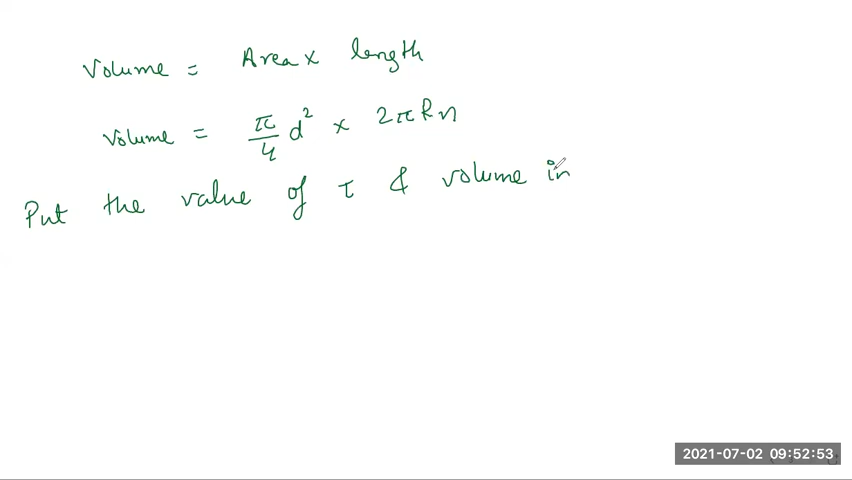 Volume = Area x length
Volume = π/4 d² x 2πRn
Put the value of τ & volume in
2021-07-02 09:52:53